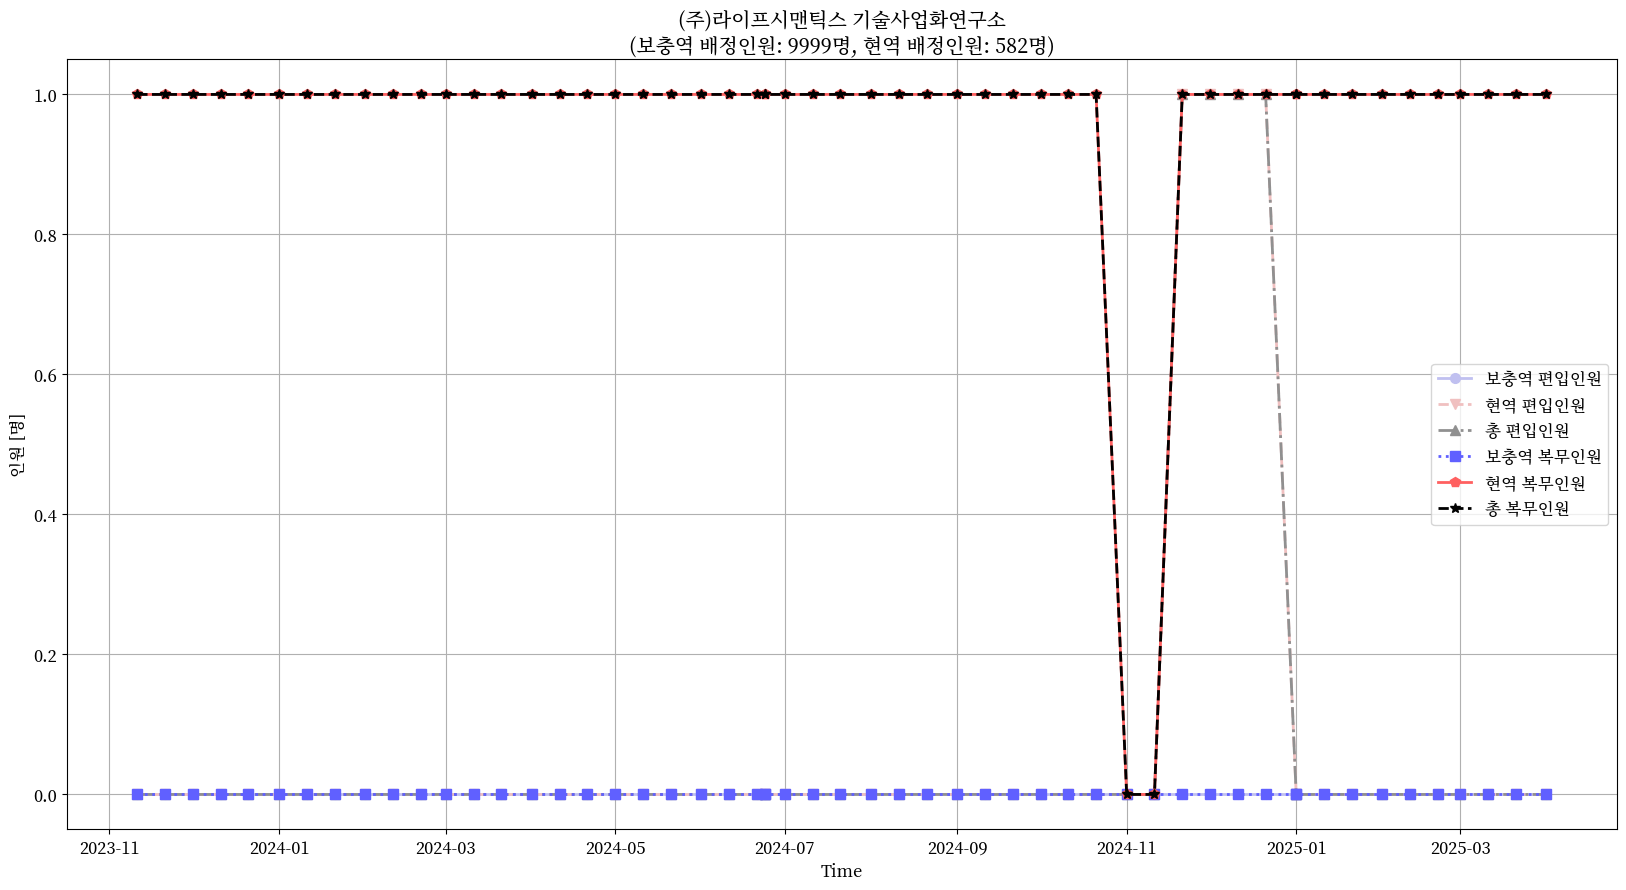 (주)라이프시맨틱스 기술사업화연구소
(보충역 배정인원: 9999명, 현역 배정인원: 582명)
1.0
0.8
0.6
0.4
0.2
0.0
인원 [명]
보충역 편입인원
현역 편입인원
총 편입인원
보충역 복무인원
현역 복무인원
총 복무인원
2023-11
2024-01
2024-03
2024-05
2024-07
2024-09
2024-11
2025-01
2025-03
Time